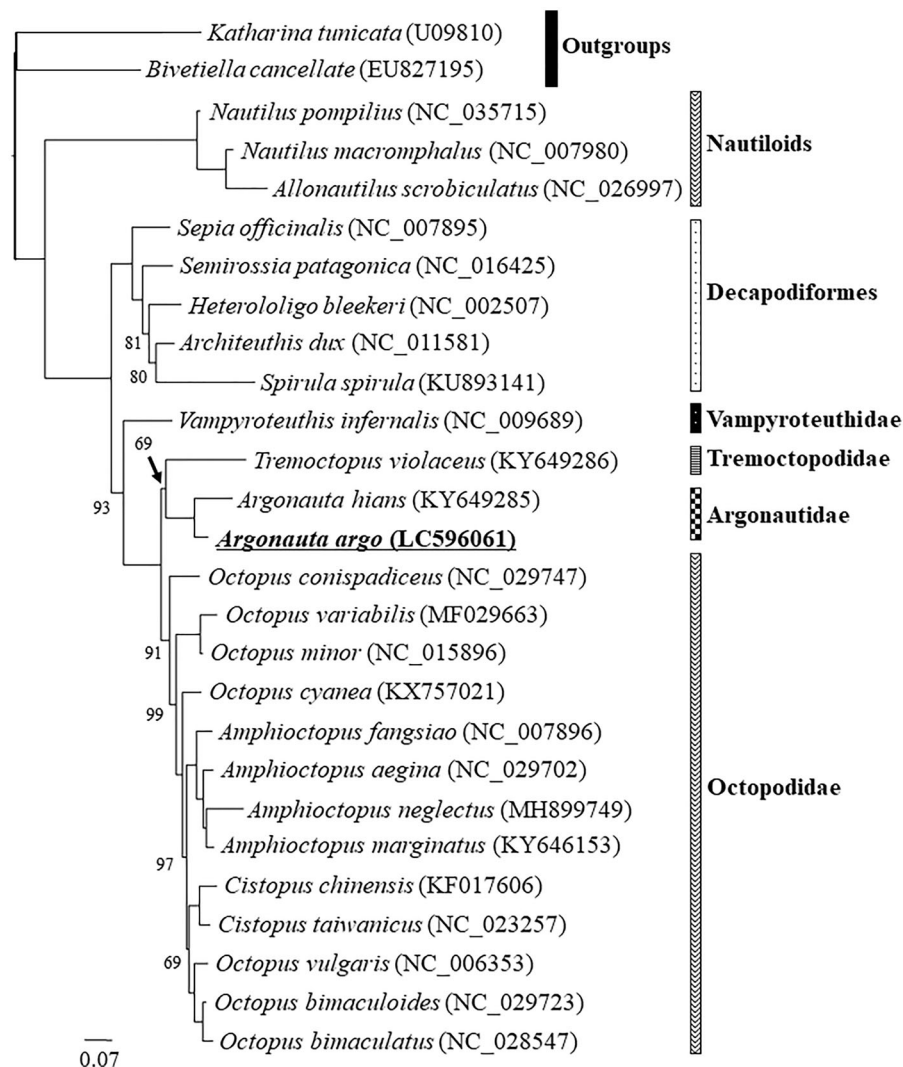 Katharina tunicata (U09810)
Outgroups
Bivetiella cancellate (EU827195)
Nautilus pompilius (NC_035715)
Nautiloids
Nautilus macromphalus (NC_007980)
Allonautilus scrobiculatus (NC_026997)
Sepia officinalis (NC_007895)
Semirossia patagonica (NC_016425)
Decapodiformes
Heterololigo bleekeri (NC_002507)
81
Architeuthis dux (NC_011581)
80
Spirula spirula (KU893141)
Vampyroteuthis infernalis (NC_009689)
Vampyroteuthidae
69
Tremoctopus violaceus (KY649286)
Tremoctopodidae
93
Argonauta hians (KY649285)
Argonautidae
Argonauta argo (LC596061)
Octopus conispadiceus (NC_029747)
Octopus variabilis (MF029663)
91
Octopus minor (NC_015896)
Octopus cyanea (KX757021)
99
Amphioctopus fangsiao (NC_007896)
Amphioctopus aegina (NC_029702)
Octopodidae
Amphioctopus neglectus (MH899749)
Amphioctopus marginatus (KY646153)
97
Cistopus chinensis (KF017606)
Cistopus taiwanicus (NC_023257)
69
Octopus vulgaris (NC_006353)
Octopus bimaculoides (NC_029723)
Octopus bimaculatus (NC_028547)
0.07